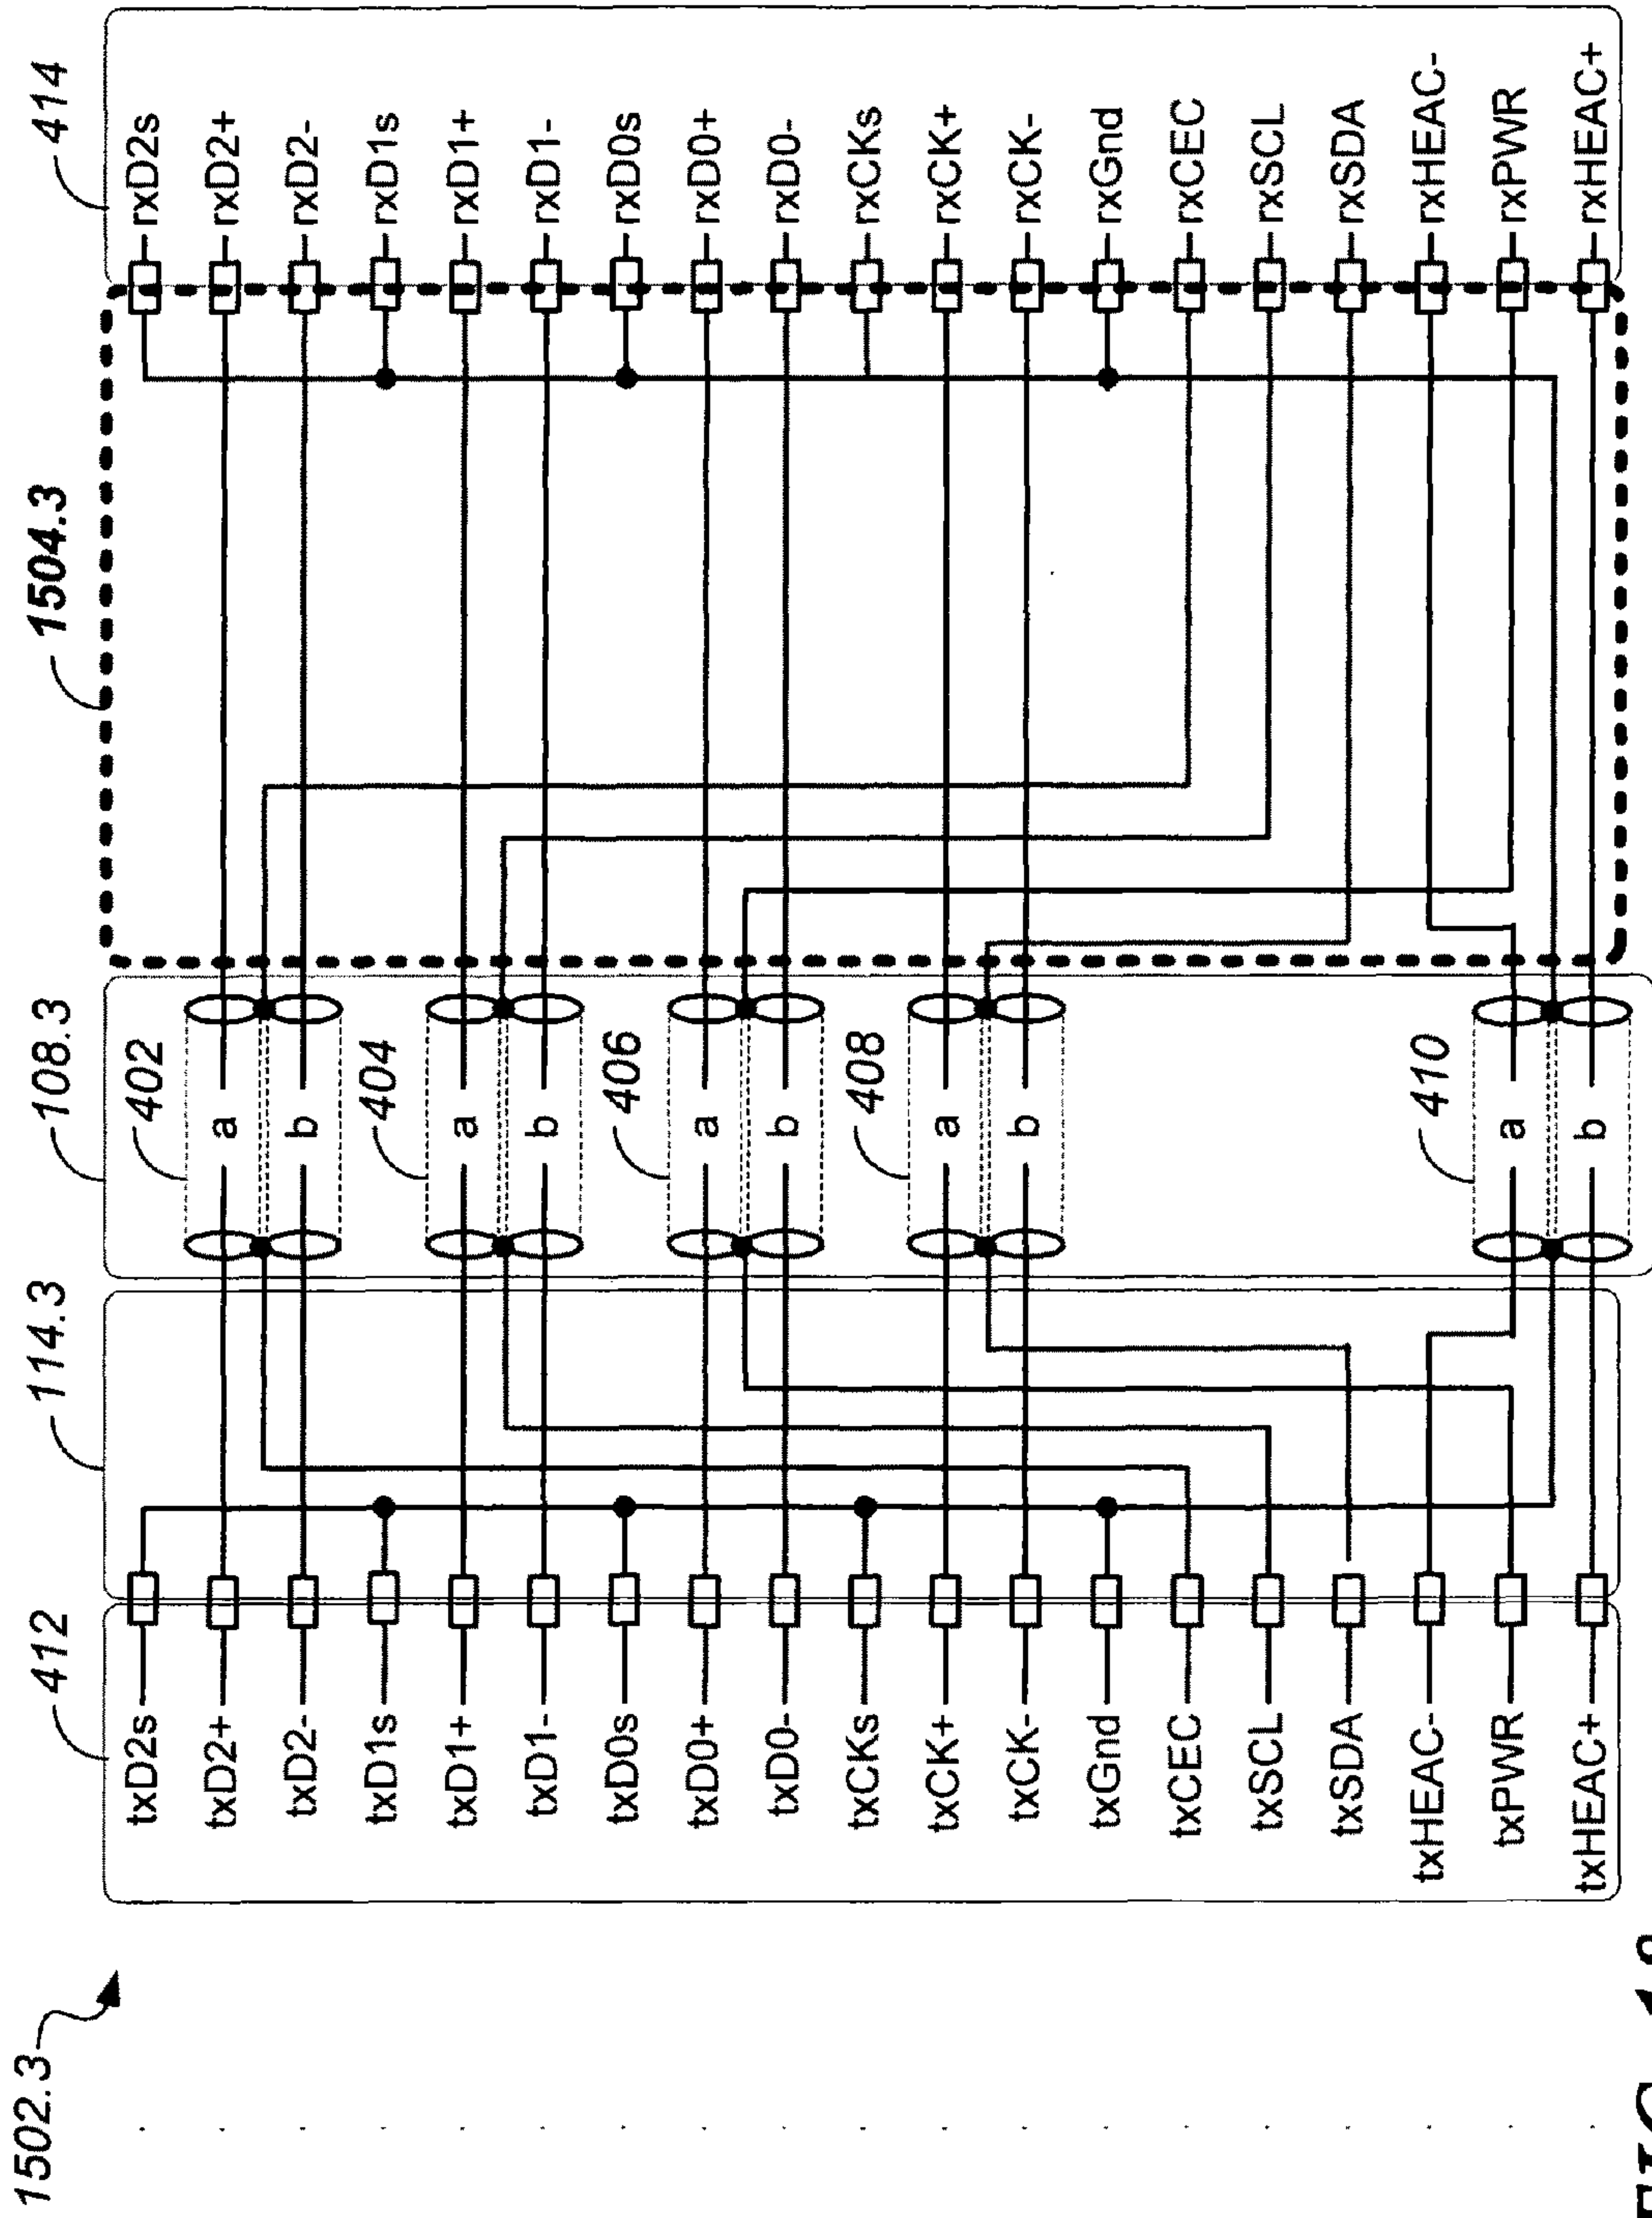 1502.3
412
114.3
108.3
1504.3
414
txD2s
txD2+
txD2-
txD1s
txD1+
txD1-
txD0s
txD0+
txD0-
txCKs
txCK+
txCK-
txGnd
txCEC
txSCL
txSDA
txHEAC-
txPWR
txHEAC+
402
a
b
404
a
b
406
a
b
408
a
b
410
a
b
rxD2s
rxD2+
rxD2-
rxD1s
rxD1+
rxD1-
rxD0s
rxD0+
rxD0-
rxCKs
rxCK+
rxCK-
rxGnd
rxCEC
rxSCL
rxSDA
rxHEAC-
rxPWR
rxHEAC+